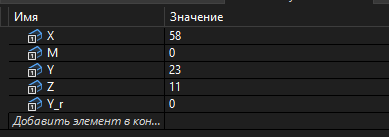 Имя Значение
X 58
M 0
Y 23
Z 11
Y_r 0
Добавить элемент в кон...